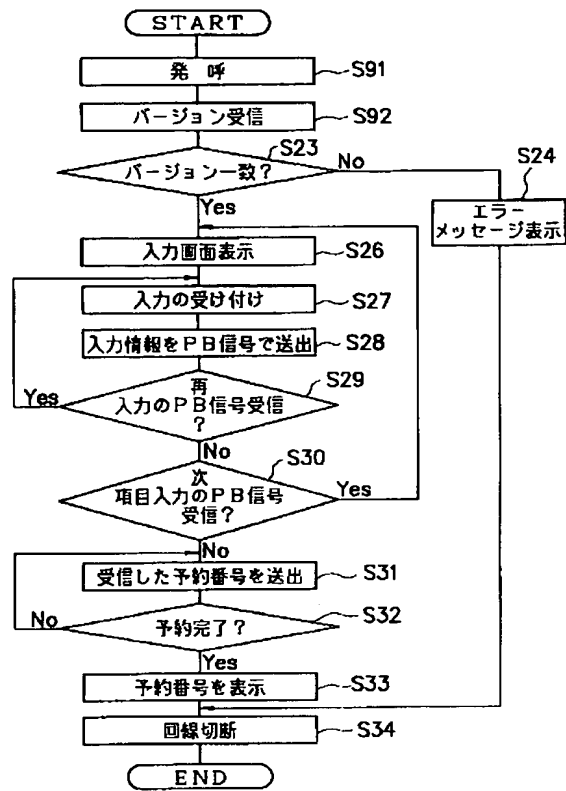 START
発 呼
S91
バージョン受信
S92
バージョン一致?
S23
No
Yes
S24
エラー
メッセージ表示
入力画面表示
S26
入力の受け付け
S27
入力情報をPB信号で送出
S28
再
入力のPB信号受信
?
S29
Yes
No
次
項目入力のPB信号
受信?
S30
Yes
No
受信した予約番号を送出
S31
予約完了?
S32
No
Yes
予約番号を表示
S33
回線切断
S34
END